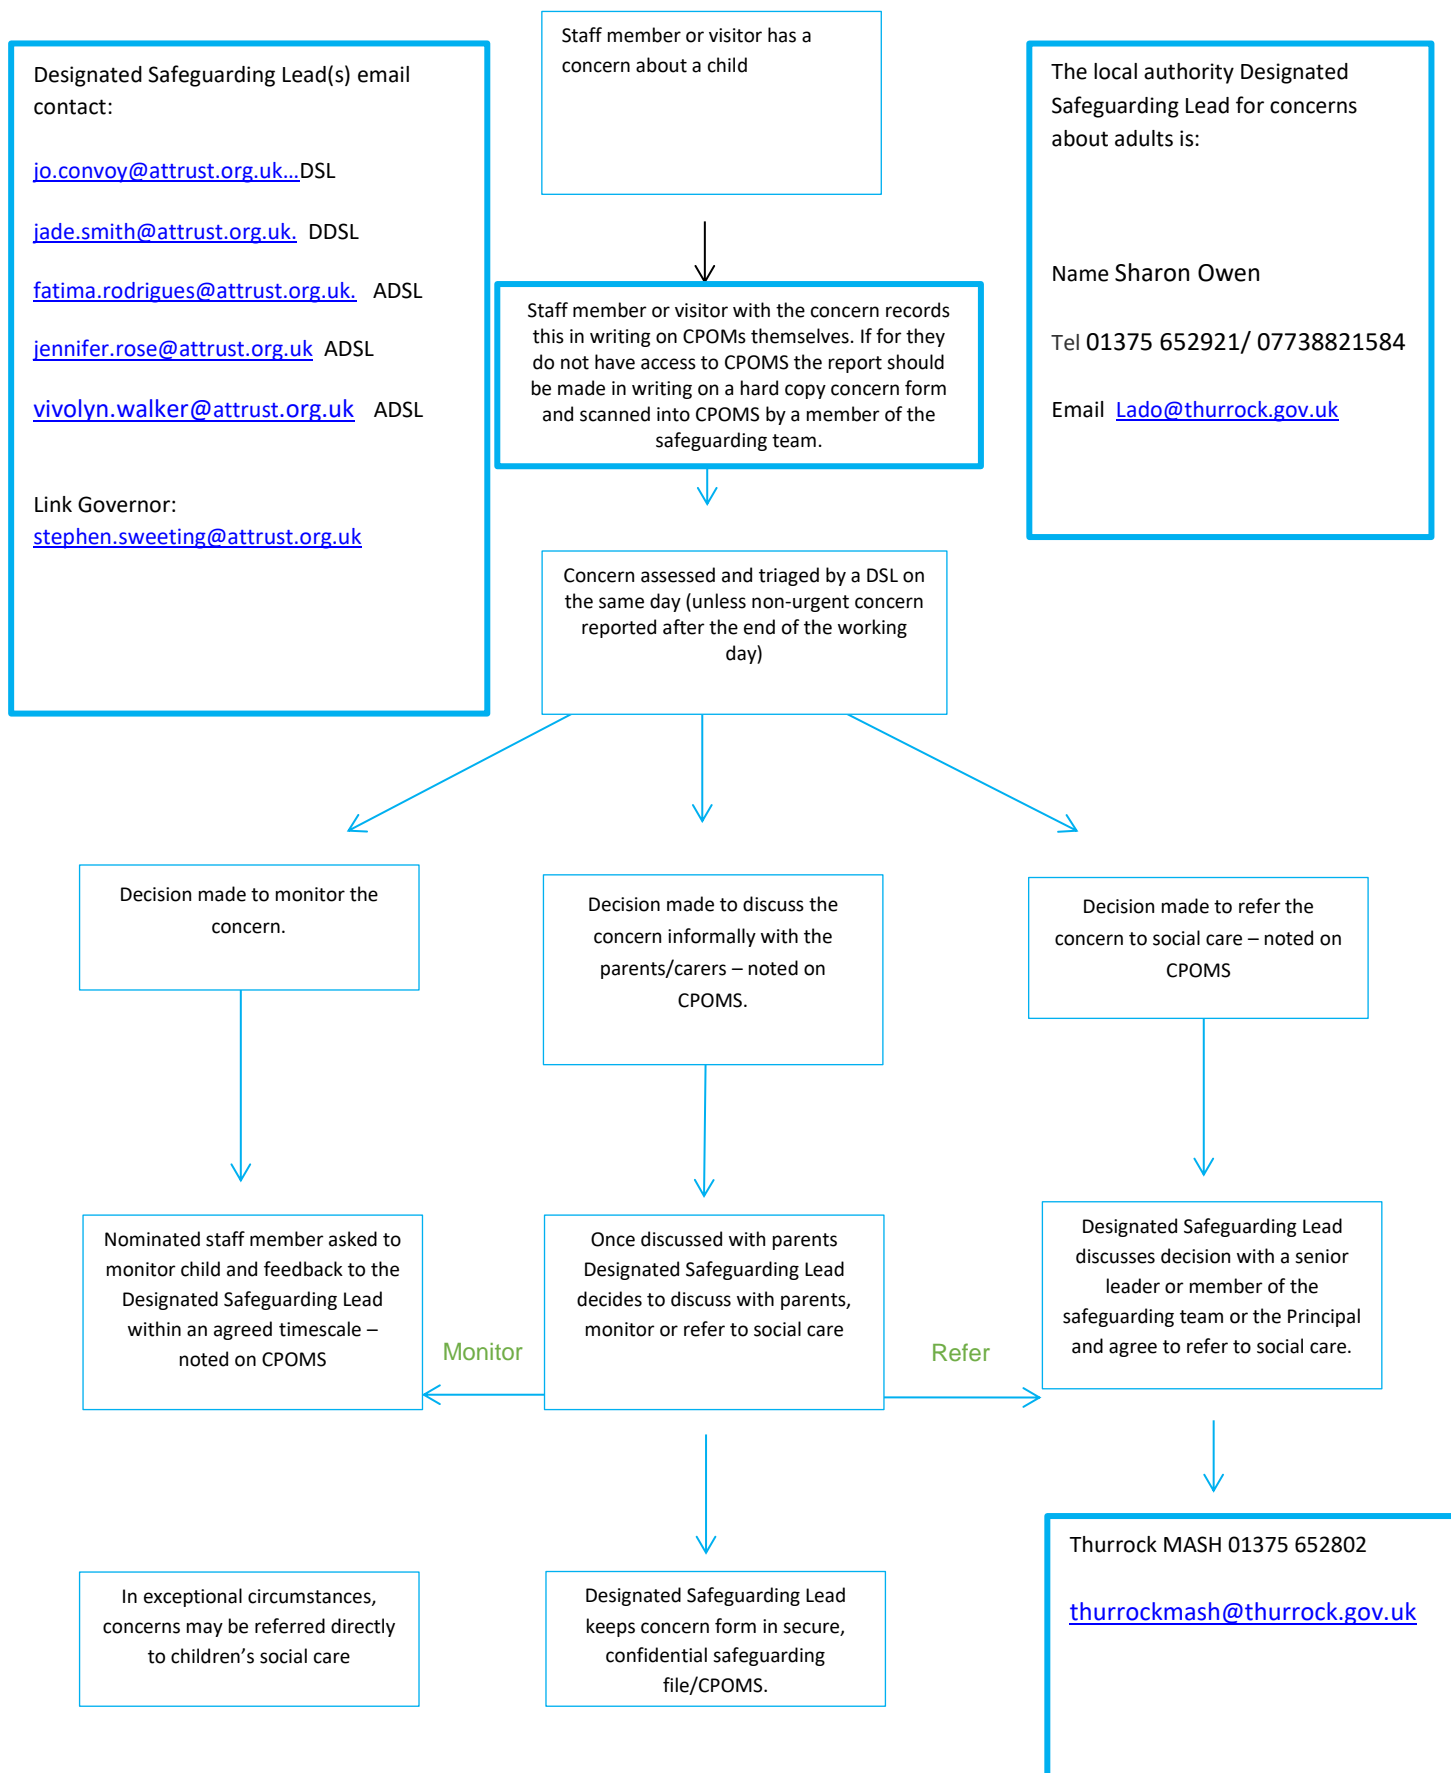 Staff member or visitor has a
concern about a child
Designated Safeguarding Lead(s) email
contact:
jo.convoy@attrust.org.uk...DSL
jade.smith@attrust.org.uk. DDSL
fatima.rodrigues@attrust.org.uk. ADSL
jennifer.rose@attrust.org.uk ADSL
vivolyn.walker@attrust.org.uk ADSL
Link Governor:
stephen.sweeting@attrust.org.uk
The local authority Designated
Safeguarding Lead for concerns
about adults is:
Name Sharon Owen
Tel 01375 652921/ 07738821584
Email Lado@thurrock.gov.uk
Staff member or visitor with the concern records
this in writing on CPOMs themselves. If for they
do not have access to CPOMS the report should
be made in writing on a hard copy concern form
and scanned into CPOMS by a member of the
safeguarding team.
Concern assessed and triaged by a DSL on
the same day (unless non-urgent concern
reported after the end of the working
day)
Decision made to monitor the
concern.
Decision made to discuss the
concern informally with the
parents/carers – noted on
CPOMS.
Decision made to refer the
concern to social care – noted on
CPOMS
Nominated staff member asked to
monitor child and feedback to the
Designated Safeguarding Lead
within an agreed timescale –
noted on CPOMS
Monitor
Once discussed with parents
Designated Safeguarding Lead
decides to discuss with parents,
monitor or refer to social care
Refer
Designated Safeguarding Lead
discusses decision with a senior
leader or member of the
safeguarding team or the Principal
and agree to refer to social care.
In exceptional circumstances,
concerns may be referred directly
to children’s social care
Designated Safeguarding Lead
keeps concern form in secure,
confidential safeguarding
file/CPOMS.
Thurrock MASH 01375 652802
thurrockmash@thurrock.gov.uk